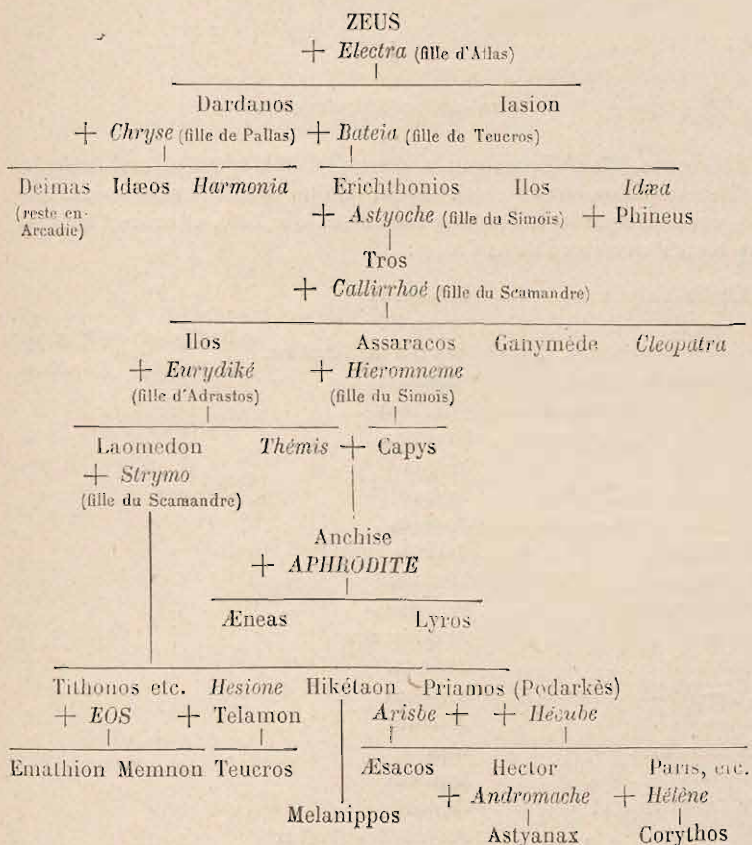 ZEUS
+ Electra (fille d'Atlas)
Dardanos Iasion
+ Chryse (fille de Pallas) + Bateia (fille de Teucros)
Deimas Idæos Harmonia Erichthonios Ilos Idæa
(reste en Arcadie) + Astyoche (fille du Simoïs) + Phineus
Tros
+ Callirrhoé (fille du Scamandre)
Ilos Assaracos Ganymède Cleopatra
+ Eurydiké + Hieromneme
(fille d'Adrastos) (fille du Simoïs)
Laomedon Thémis + Capys
+ Strymo
(fille du Scamandre)
Anchise
+ APHRODITE
Æneas Lyros
Tithonos etc. Hesione Hikétaon Priamos (Podarkès)
+ EOS + Telamon Arisbe + + Hécube
Emathion Memnon Teucros Æsacos Hector Paris, etc.
+ Andromache + Hélène
Melanippos
Astyanax Corythos